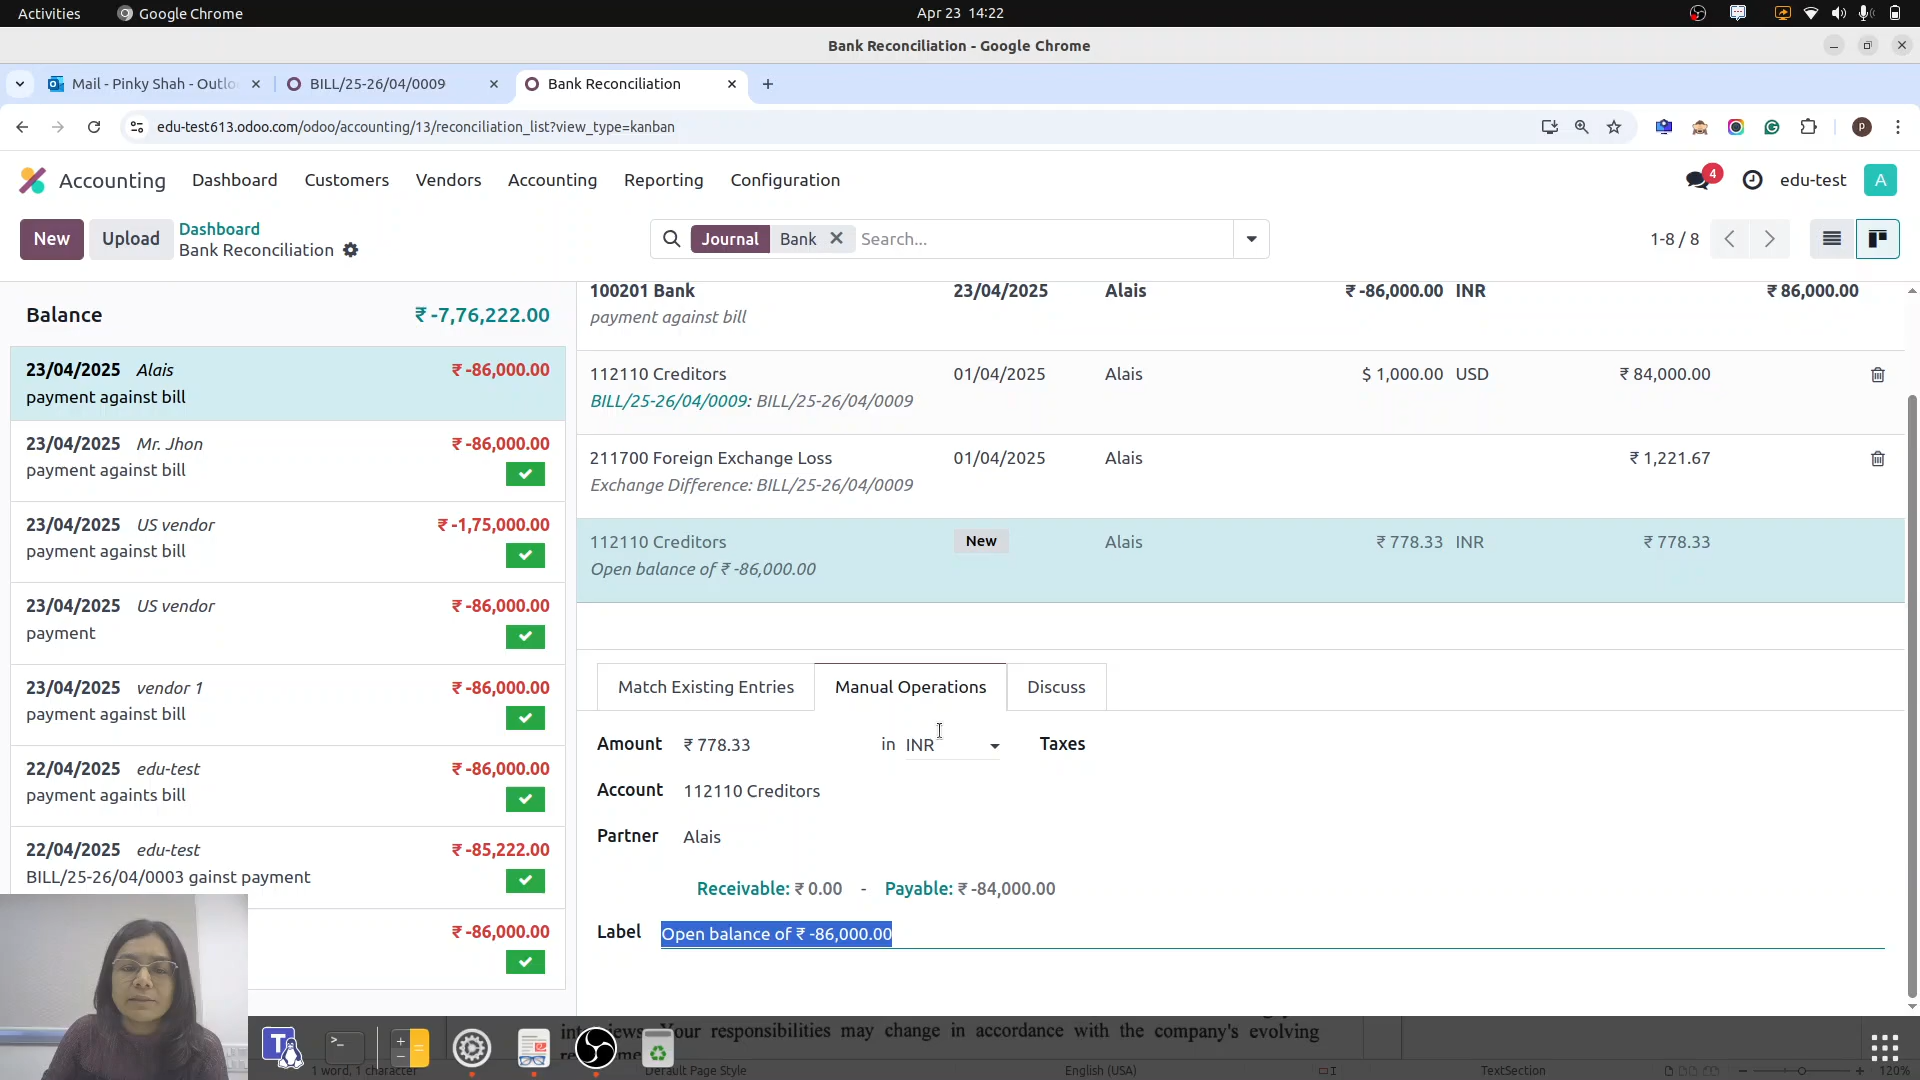 Activities Google Chrome Apr 23 14:22
Bank Reconciliation - Google Chrome
Mail - Pinky Shah - Outlo BILL/25-26/04/0009 Bank Reconciliation
edu-test613.odoo.com/odoo/accounting/13/reconciliation_list?view_type=kanban P
Accounting Dashboard Customers Vendors Accounting Reporting Configuration 4 edu-test A
New Upload Dashboard
Bank Reconciliation
Journal Bank Search... 1-8 / 8
Balance ₹ -7,76,222.00
23/04/2025 Alais ₹ -86,000.00
payment against bill
23/04/2025 Mr. Jhon ₹ -86,000.00
payment against bill
23/04/2025 US vendor ₹ -1,75,000.00
payment against bill
23/04/2025 US vendor ₹ -86,000.00
payment
23/04/2025 vendor 1 ₹ -86,000.00
payment against bill
22/04/2025 edu-test ₹ -86,000.00
payment againts bill
22/04/2025 edu-test ₹ -85,222.00
BILL/25-26/04/0003 gainst payment
₹ -86,000.00
100201 Bank 23/04/2025 Alais ₹ -86,000.00 INR ₹ 86,000.00
payment against bill
112110 Creditors 01/04/2025 Alais $ 1,000.00 USD ₹ 84,000.00
BILL/25-26/04/0009: BILL/25-26/04/0009
211700 Foreign Exchange Loss 01/04/2025 Alais ₹ 1,221.67
Exchange Difference: BILL/25-26/04/0009
112110 Creditors New Alais ₹ 778.33 INR ₹ 778.33
Open balance of ₹ -86,000.00
Match Existing Entries Manual Operations Discuss
Amount ₹ 778.33 in INR Taxes
Account 112110 Creditors
Partner Alais
Receivable: ₹ 0.00 - Payable: ₹ -84,000.00
Label Open balance of ₹ -86,000.00
Your responsibilities may change in accordance with the company's evolving
1 word, 1 character Default Page Style English (USA) TextSection 120%